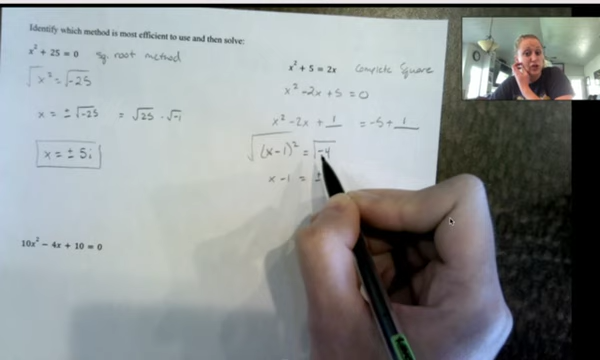 Identify which method is most efficient to use and then solve:
x² + 25 = 0 Sq. root method
√x² = √-25
x = ± √-25 = √25 · √-1
x = ± 5i
x² + 5 = 2x Complete Square
x² - 2x + 5 = 0
x² - 2x + 1 = -5 + 1
√(x-1)² = √-4
x - 1 = ±
10x² − 4x + 10 = 0